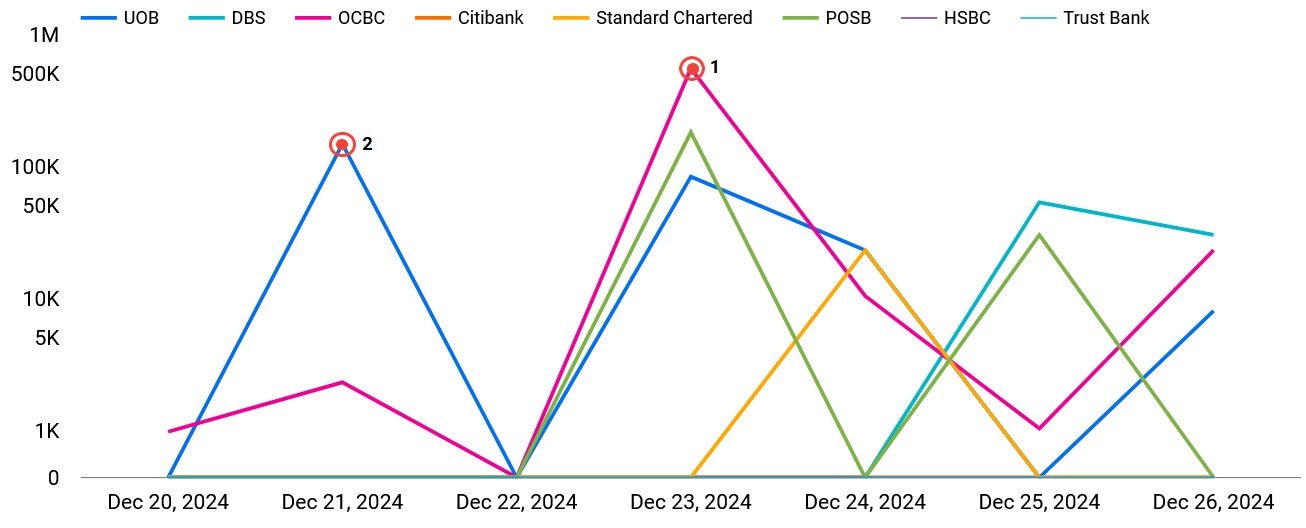 UOB DBS OCBC Citibank Standard Chartered POSB HSBC Trust Bank
1M
500K
1
2
100K
50K
10K
5K
1K
0
Dec 20, 2024 Dec 21, 2024 Dec 22, 2024 Dec 23, 2024 Dec 24, 2024 Dec 25, 2024 Dec 26, 2024